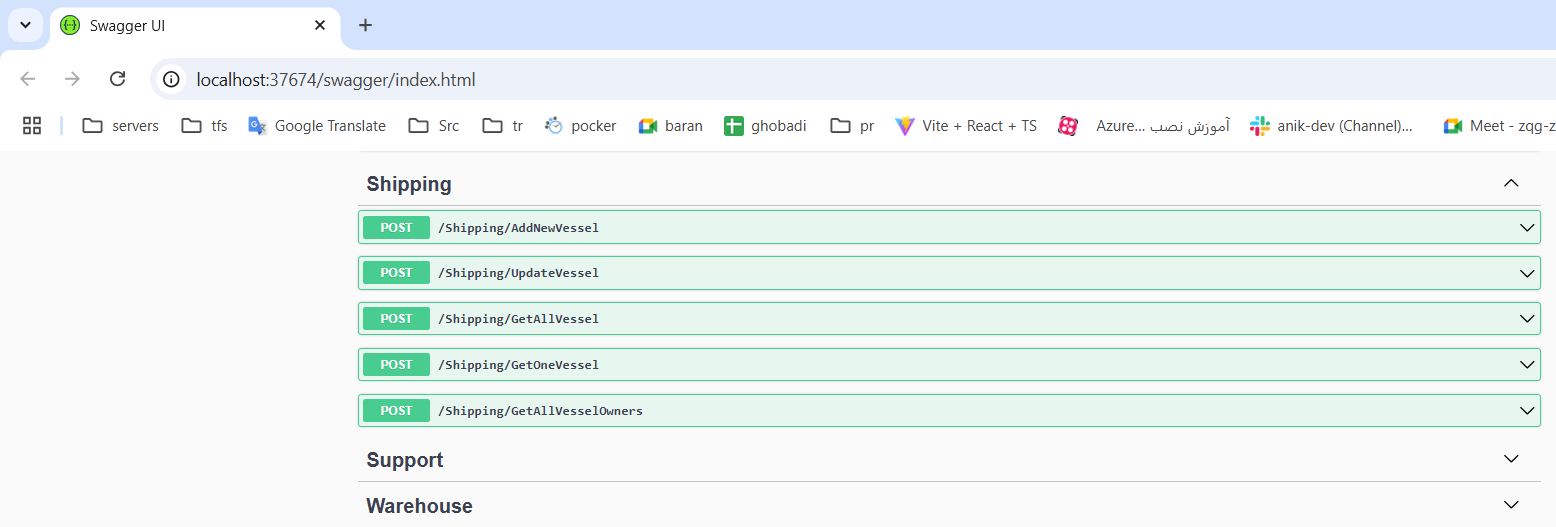 Swagger UI
localhost:37674/swagger/index.html
servers tfs Google Translate Src tr pocker baran ghobadi pr Vite + React + TS Azure... آموزش نصب anik-dev (Channel)... Meet - zqg-z
Shipping
POST /Shipping/AddNewVessel
POST /Shipping/UpdateVessel
POST /Shipping/GetAllVessel
POST /Shipping/GetOneVessel
POST /Shipping/GetAllVesselOwners
Support
Warehouse